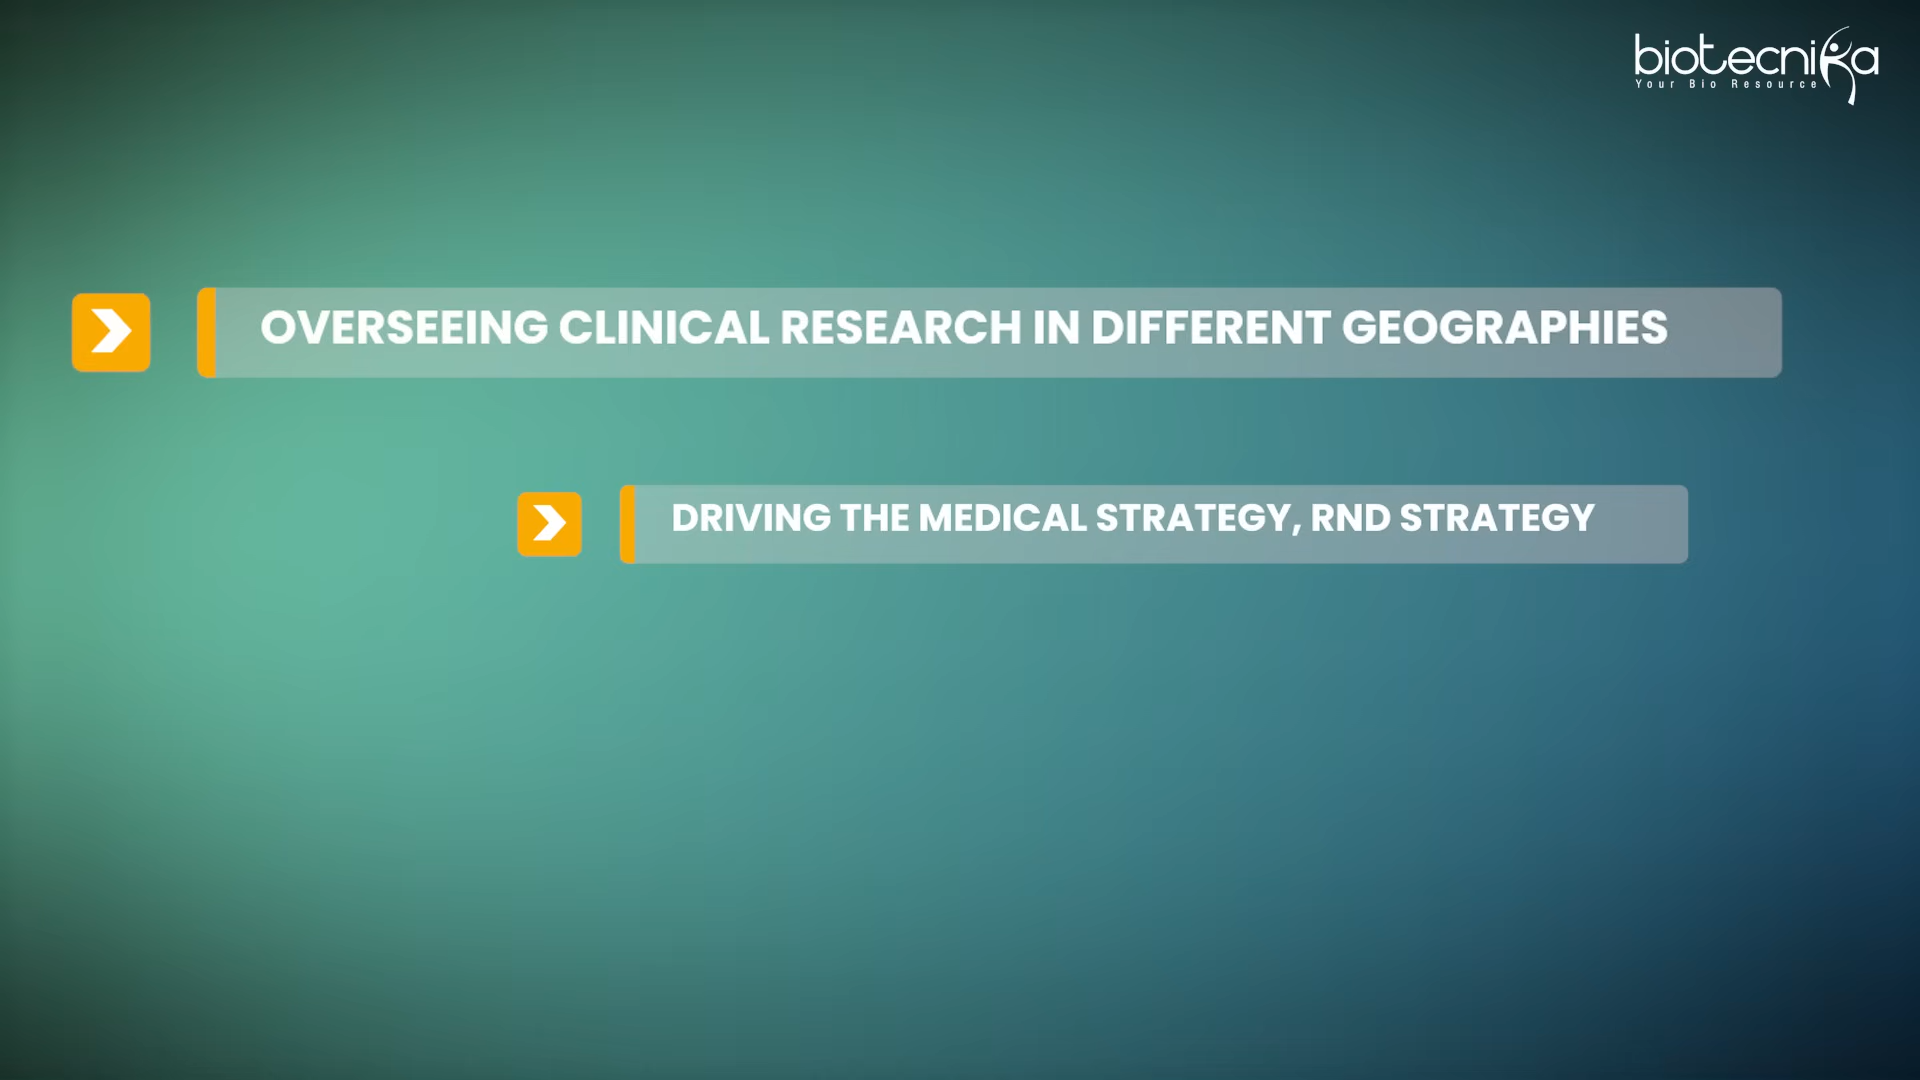 biotecnika
Your Bio Resource
OVERSEEING CLINICAL RESEARCH IN DIFFERENT GEOGRAPHIES
DRIVING THE MEDICAL STRATEGY, RND STRATEGY